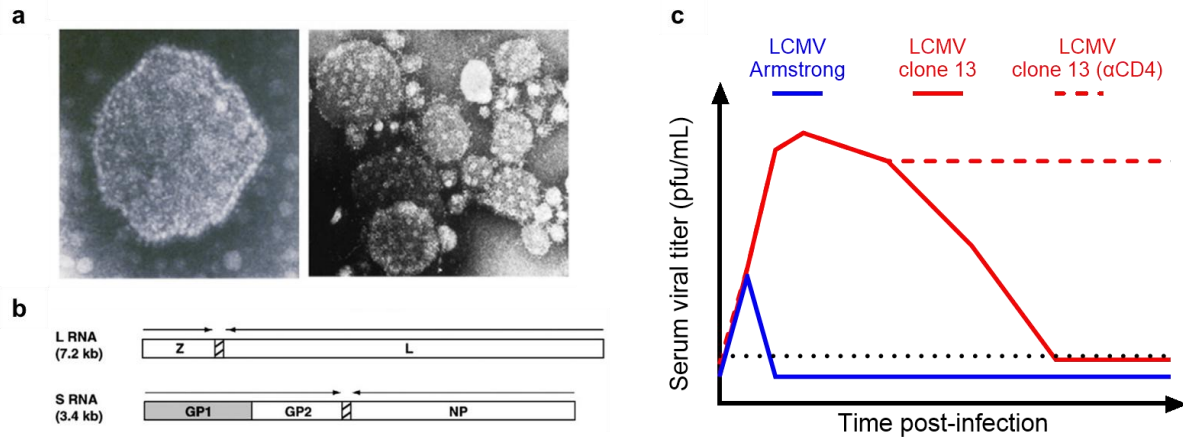 a
b
L RNA
(7.2 kb)
Z
L
S RNA
(3.4 kb)
GP1
GP2
NP
c
LCMV
Armstrong
LCMV
clone 13
LCMV
clone 13 (αCD4)
Serum viral titer (pfu/mL)
Time post-infection